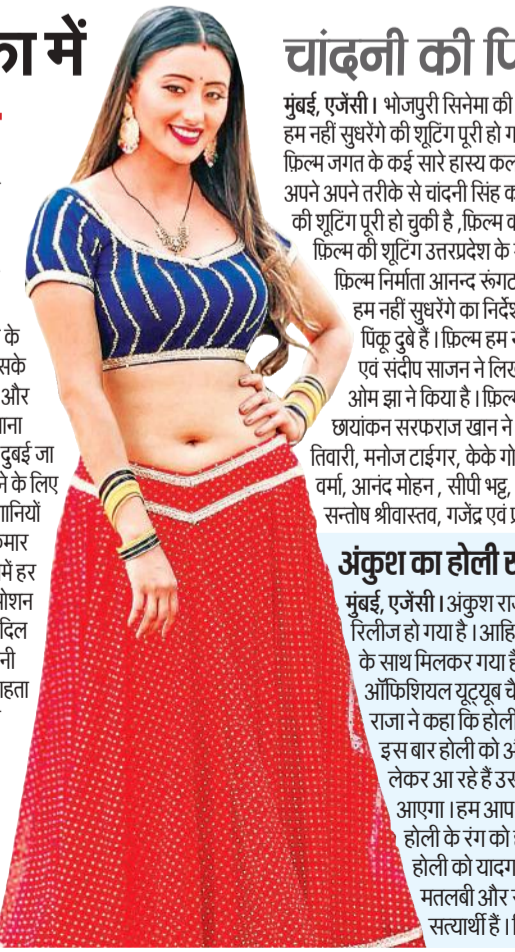 का में
के
सके
और
ाना
दुबई जा
ने के लिए
गानियों
कुमार
में हर
मोशन
दिल
नी
ाहता
चांदनी की फि
मुंबई, एजेंसी। भोजपुरी सिनेमा की
हम नहीं सुधरेंगे की शूटिंग पूरी हो ग
फ़िल्म जगत के कई सारे हास्य कल
अपने अपने तरीके से चांदनी सिंह क
की शूटिंग पूरी हो चुकी है ,फ़िल्म क
फ़िल्म की शूटिंग उत्तरप्रदेश के
फ़िल्म निर्माता आनन्द रूंगट
हम नहीं सुधरेंगे का निर्देश
पिंकू दुबे हैं। फ़िल्म हम न
एवं संदीप साजन ने लिख
ओम झा ने किया है। फ़िल्म
छायांकन सरफराज खान ने
तिवारी, मनोज टाईगर, केके गो
वर्मा, आनंद मोहन , सीपी भट्ट,
सन्तोष श्रीवास्तव, गजेंद्र एवं प्र
अंकुश का होली स
मुंबई, एजेंसी। अंकुश राज
रिलीज हो गया है। आहि
के साथ मिलकर गया है
ऑफिशियल यूट्यूब चै
राजा ने कहा कि होली
इस बार होली को अ
लेकर आ रहे हैं उस
आएगा। हम आप
होली के रंग को ह
होली को यादग
मतलबी और स
सत्यार्थी हैं। f